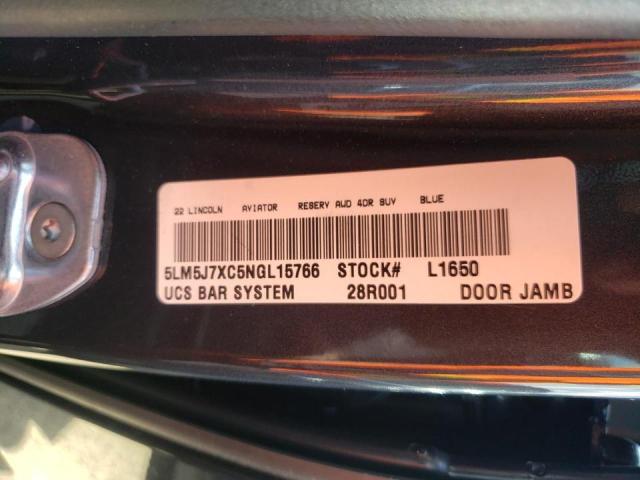 22 LINCOLN AVIATOR RESERV AWD 4DR SUV BLUE
5LM5J7XC5NGL15766 STOCK# L1650
UCS BAR SYSTEM 28R001 DOOR JAMB